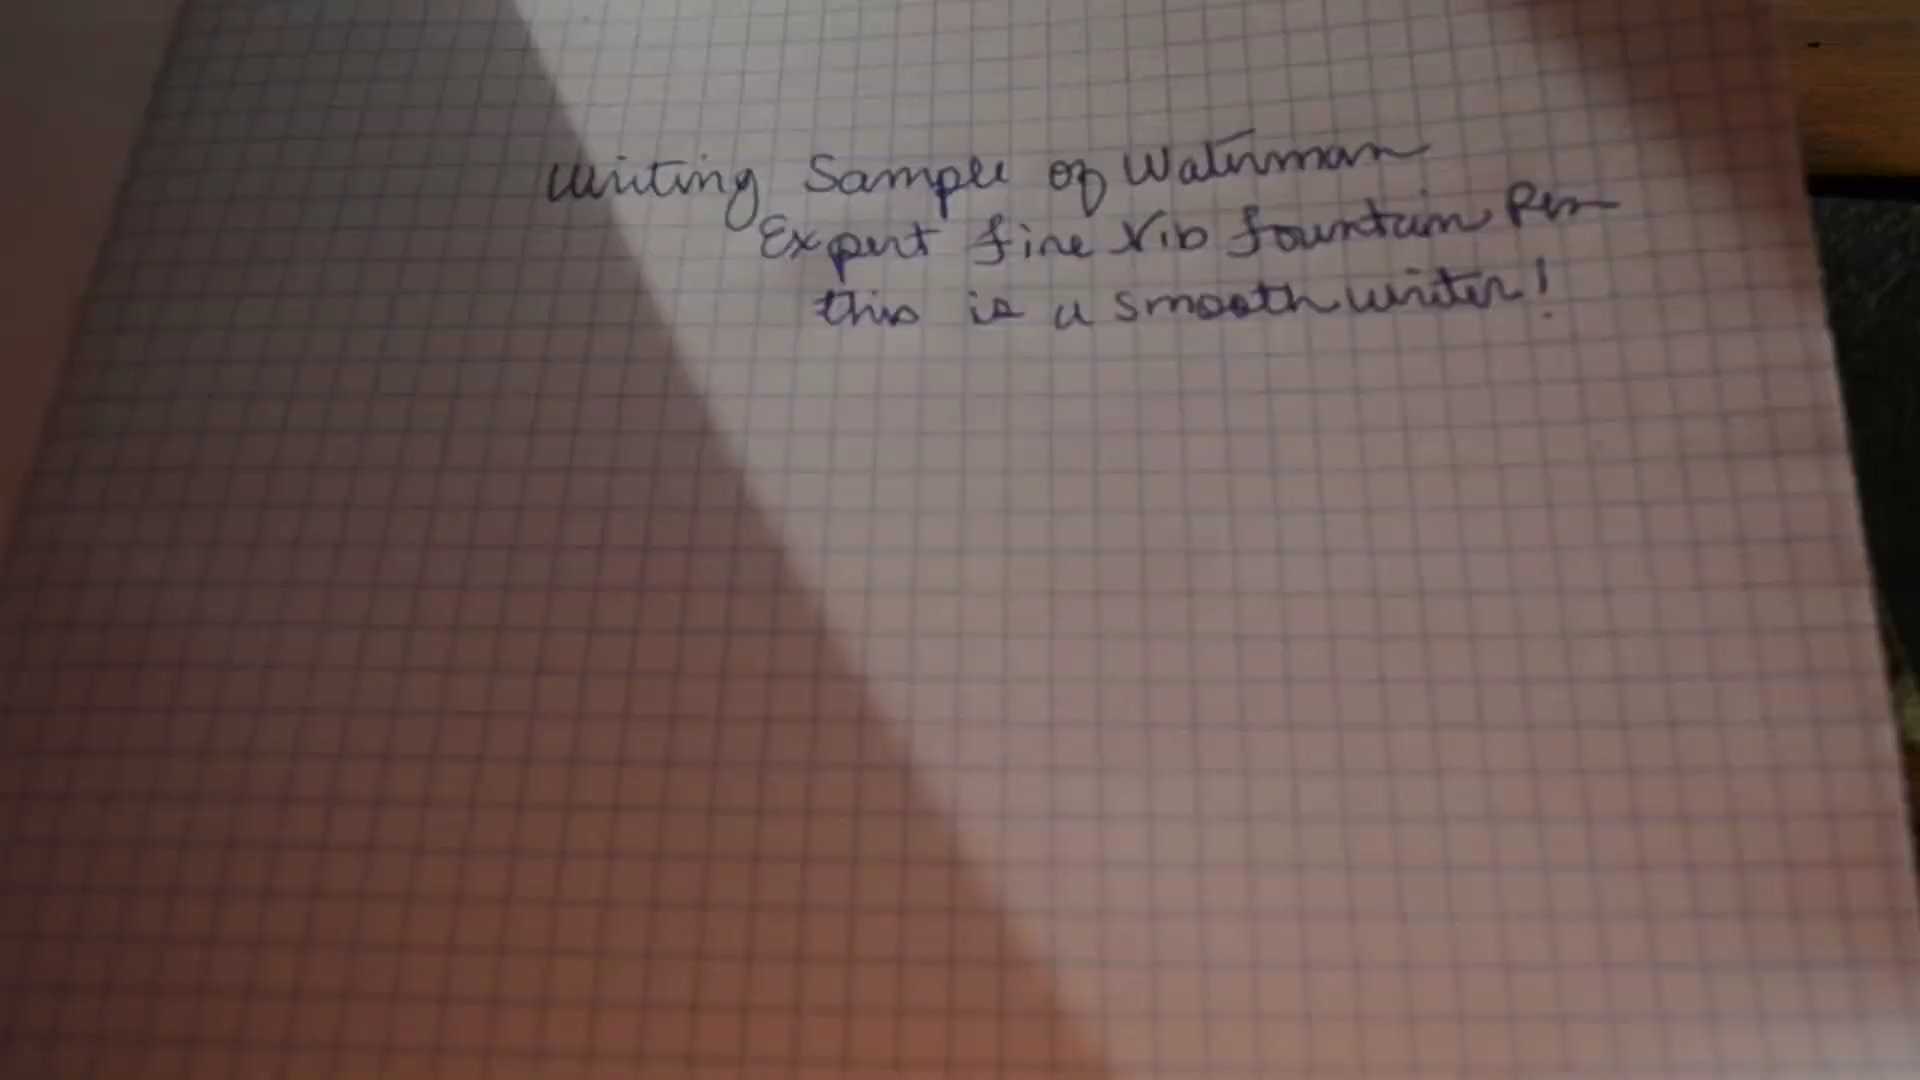 Writing Sample of Waterman
Expert fine Nib fountain Pen
this is a smooth writer!